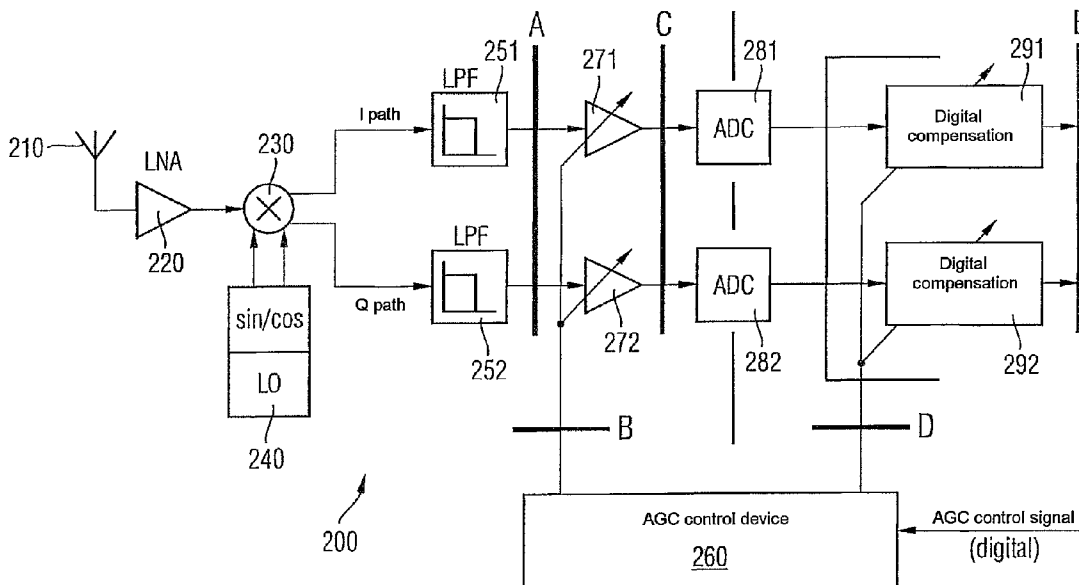 A
C
E
251
271
281
291
LPF
I path
ADC
Digital
compensation
210
LNA
230
220
LPF
Q path
ADC
Digital
compensation
sin/cos
LO
252
272
282
292
240
B
D
200
AGC control device
260
AGC control signal
(digital)